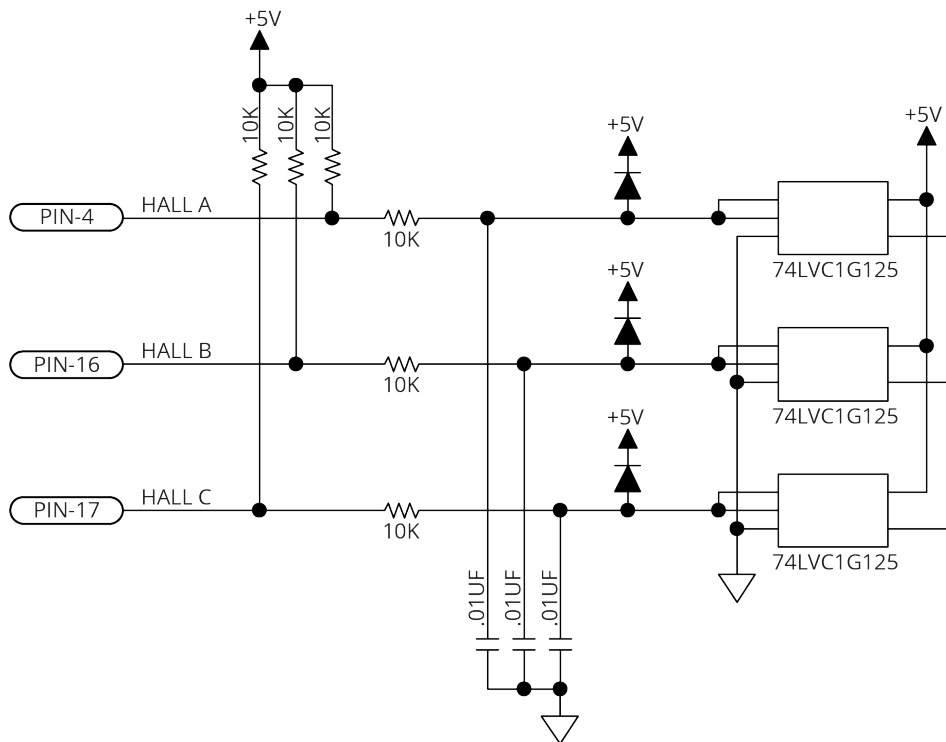 +5V
10K
10K
10K
+5V
+5V
PIN-4
HALL A
10K
74LVC1G125
+5V
PIN-16
HALL B
10K
74LVC1G125
+5V
PIN-17
HALL C
10K
74LVC1G125
.01UF
.01UF
.01UF